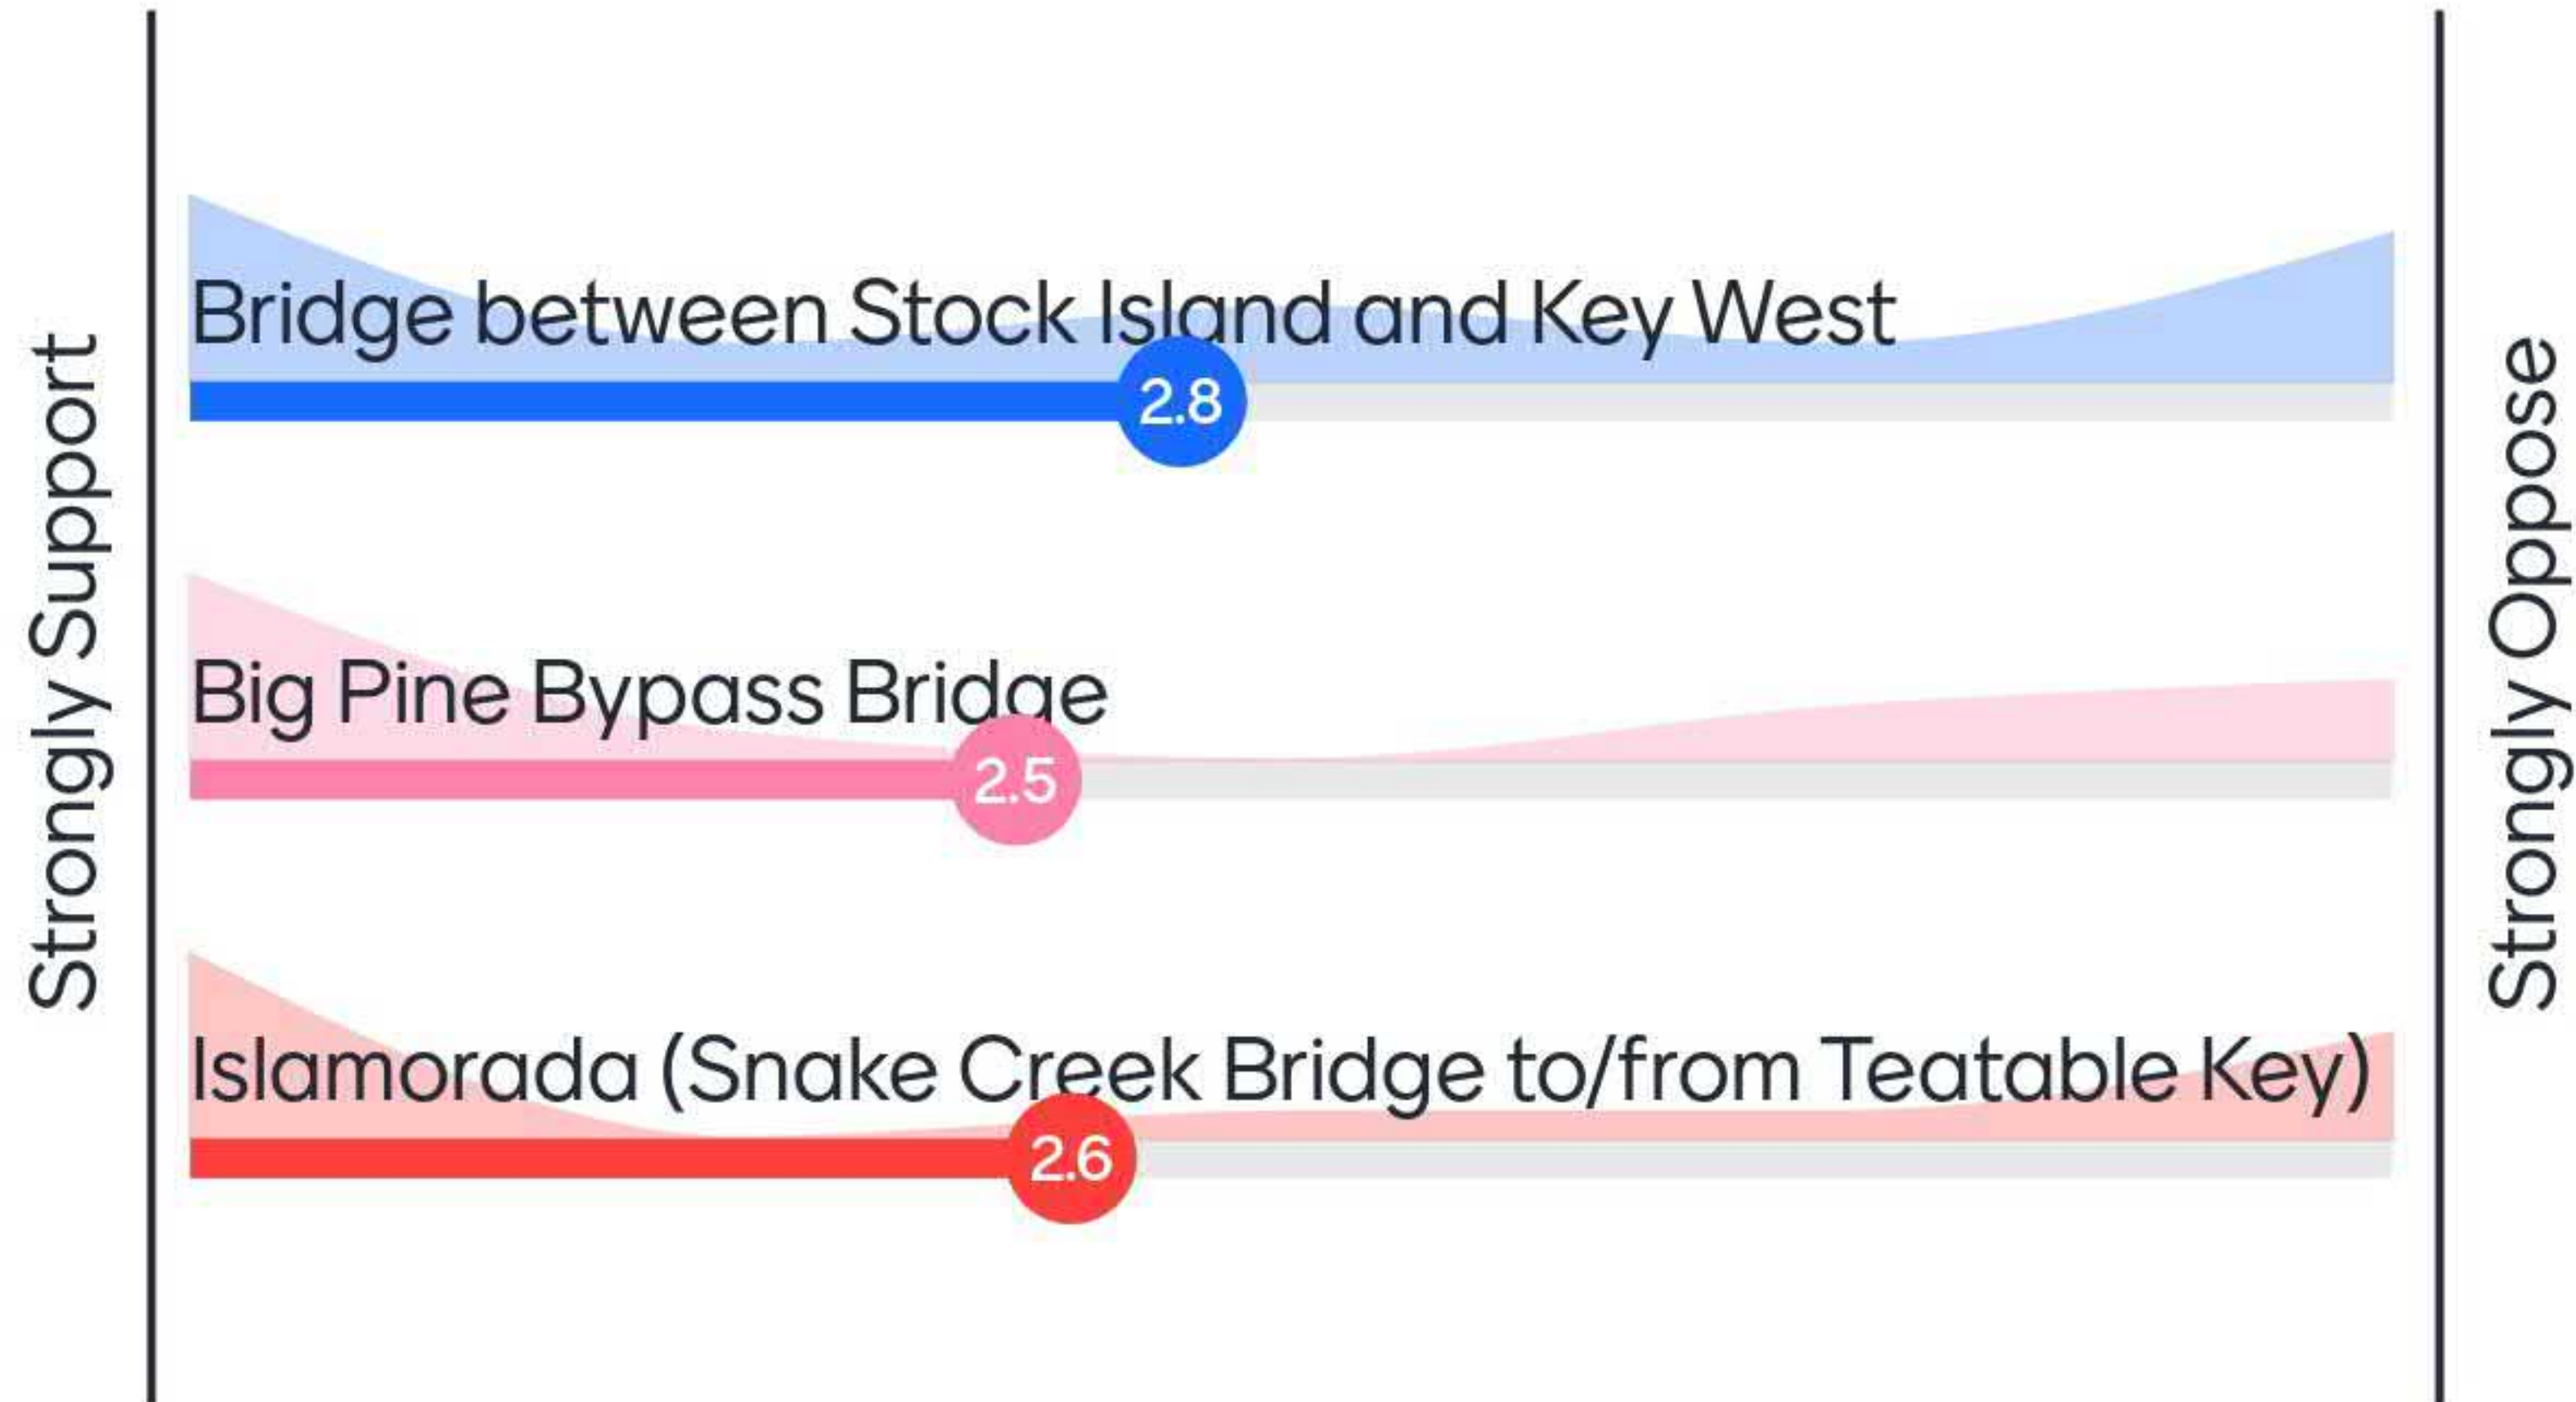 Strongly Support
Bridge between Stock Island and Key West
2.8
Big Pine Bypass Bridge
2.5
Islamorada (Snake Creek Bridge to/from Teatable Key)
2.6
Strongly Oppose